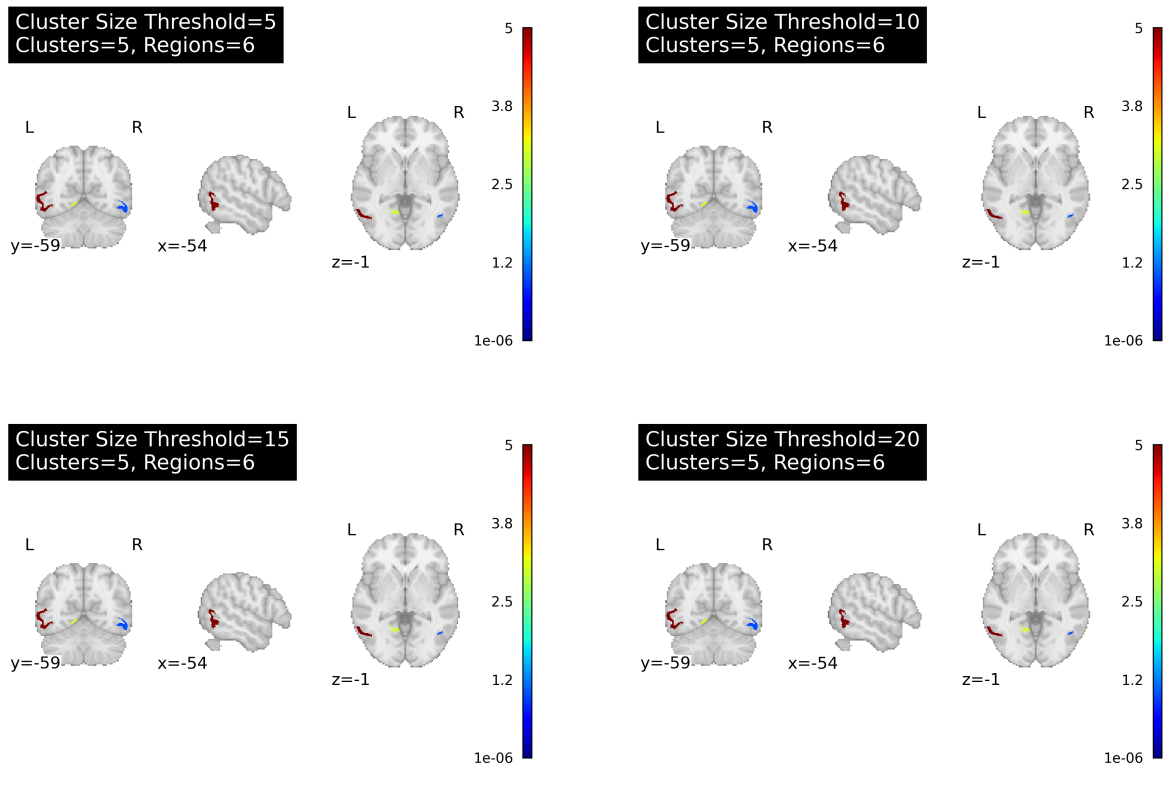 Cluster Size Threshold=5
Clusters=5, Regions=6
L
R
L
R
y=-59
x=-54
z=-1
5
3.8
2.5
1.2
1e-06
Cluster Size Threshold=10
Clusters=5, Regions=6
L
R
L
R
y=-59
x=-54
z=-1
5
3.8
2.5
1.2
1e-06
Cluster Size Threshold=15
Clusters=5, Regions=6
L
R
L
R
y=-59
x=-54
z=-1
5
3.8
2.5
1.2
1e-06
Cluster Size Threshold=20
Clusters=5, Regions=6
L
R
L
R
y=-59
x=-54
z=-1
5
3.8
2.5
1.2
1e-06